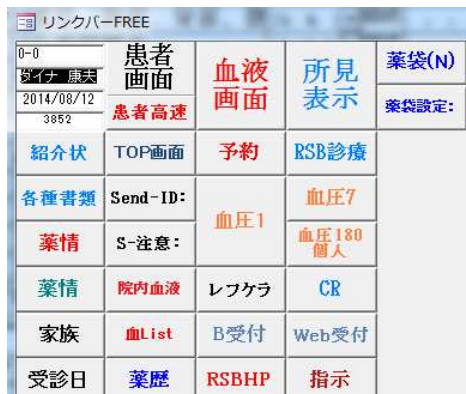 リンクバーFREE
0-0
ダイナ 康夫
2014/08/12
3852
患者
画面
患者高速
血液
画面
所見
表示
薬袋(N)
薬袋設定:
紹介状
TOP画面
予約
RSB診療
各種書類
Send-ID:
血圧1
血圧7
薬情
S-注意:
血圧180
個人
薬情
院内血液
レフケラ
CR
家族
血List
B受付
Web受付
受診日
薬歴
RSBHP
指示